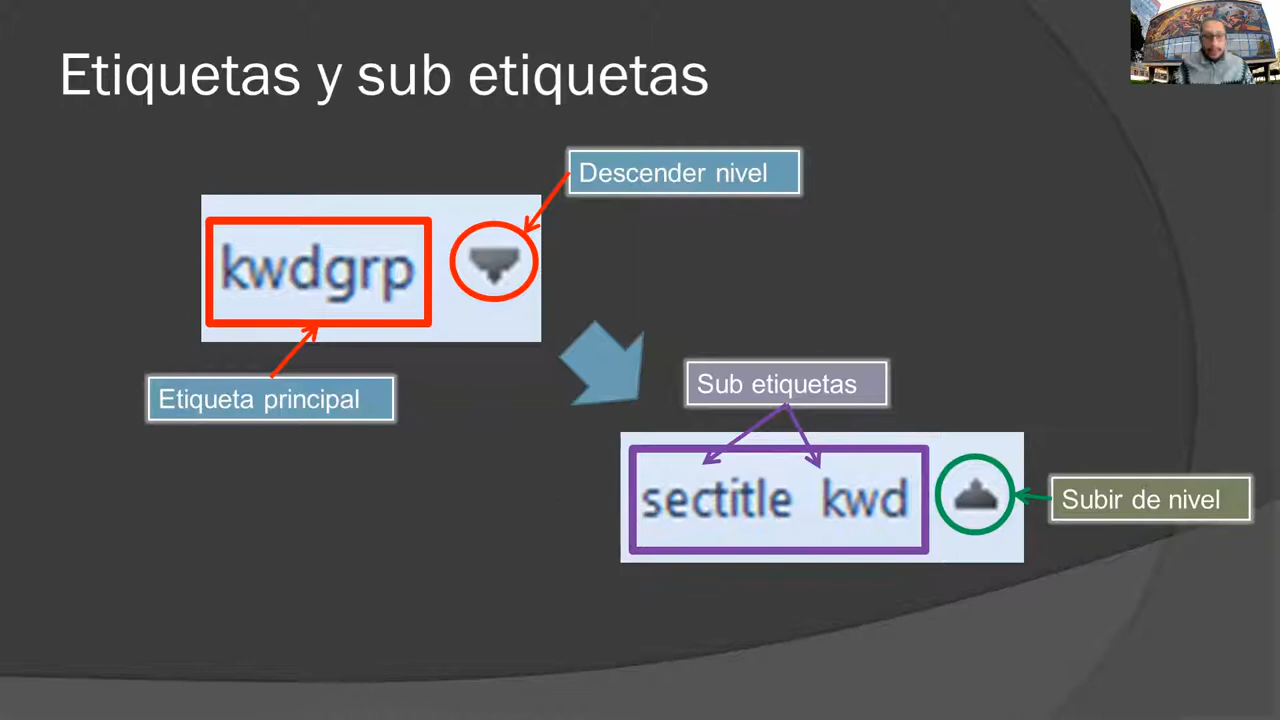 Etiquetas y sub etiquetas
Descender nivel
kwdgrp
Etiqueta principal
Sub etiquetas
sectitle kwd
Subir de nivel